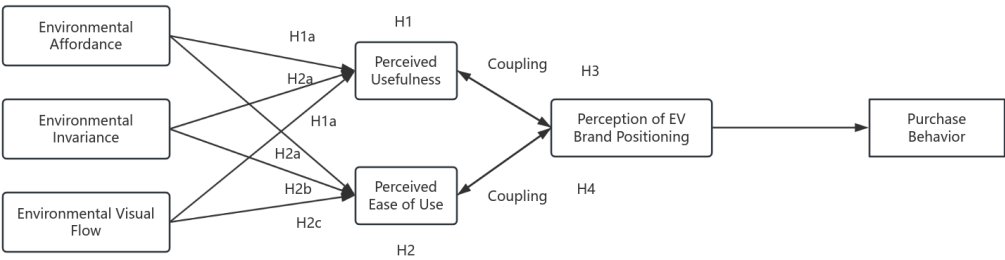 Environmental
Affordance
Environmental
Invariance
Environmental Visual
Flow
H1a
H2a
H1a
H2a
H2b
H2c
H1
Perceived
Usefulness
Perceived
Ease of Use
H2
Coupling
H3
Coupling
H4
Perception of EV
Brand Positioning
Purchase
Behavior